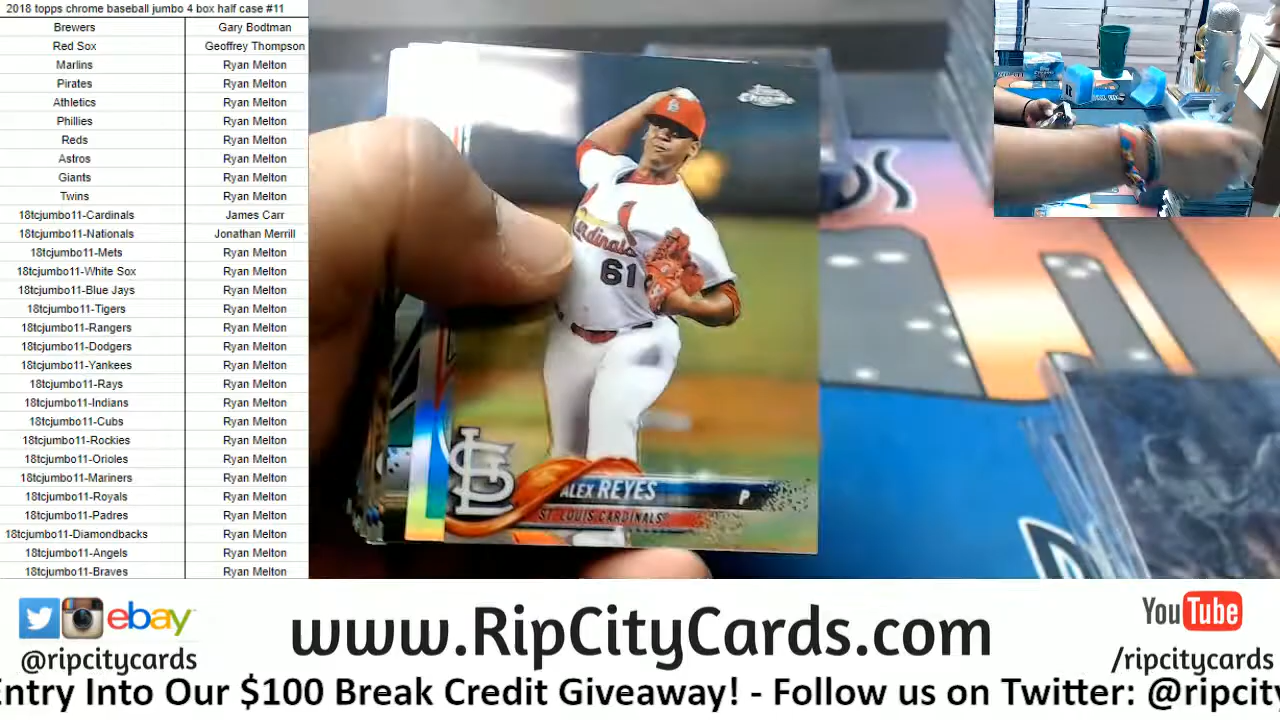 2018 topps chrome baseball jumbo 4 box half case #11
Brewers Gary Bodtman
Red Sox Geoffrey Thompson
Marlins Ryan Melton
Pirates Ryan Melton
Athletics Ryan Melton
Phillies Ryan Melton
Reds Ryan Melton
Astros Ryan Melton
Giants Ryan Melton
Twins Ryan Melton
18tcjumbo11-Cardinals James Carr
18tcjumbo11-Nationals Jonathan Merrill
18tcjumbo11-Mets Ryan Melton
18tcjumbo11-White Sox Ryan Melton
18tcjumbo11-Blue Jays Ryan Melton
18tcjumbo11-Tigers Ryan Melton
18tcjumbo11-Rangers Ryan Melton
18tcjumbo11-Dodgers Ryan Melton
18tcjumbo11-Yankees Ryan Melton
18tcjumbo11-Rays Ryan Melton
18tcjumbo11-Indians Ryan Melton
18tcjumbo11-Cubs Ryan Melton
18tcjumbo11-Rockies Ryan Melton
18tcjumbo11-Orioles Ryan Melton
18tcjumbo11-Mariners Ryan Melton
18tcjumbo11-Royals Ryan Melton
18tcjumbo11-Padres Ryan Melton
18tcjumbo11-Diamondbacks Ryan Melton
18tcjumbo11-Angels Ryan Melton
18tcjumbo11-Braves Ryan Melton
Chrome
Cardinals
61
ALEX REYES P
ST. LOUIS CARDINALS
ebay
@ripcitycards
www.RipCityCards.com
YouTube
/ripcitycards
Entry Into Our $100 Break Credit Giveaway! - Follow us on Twitter: @ripcity